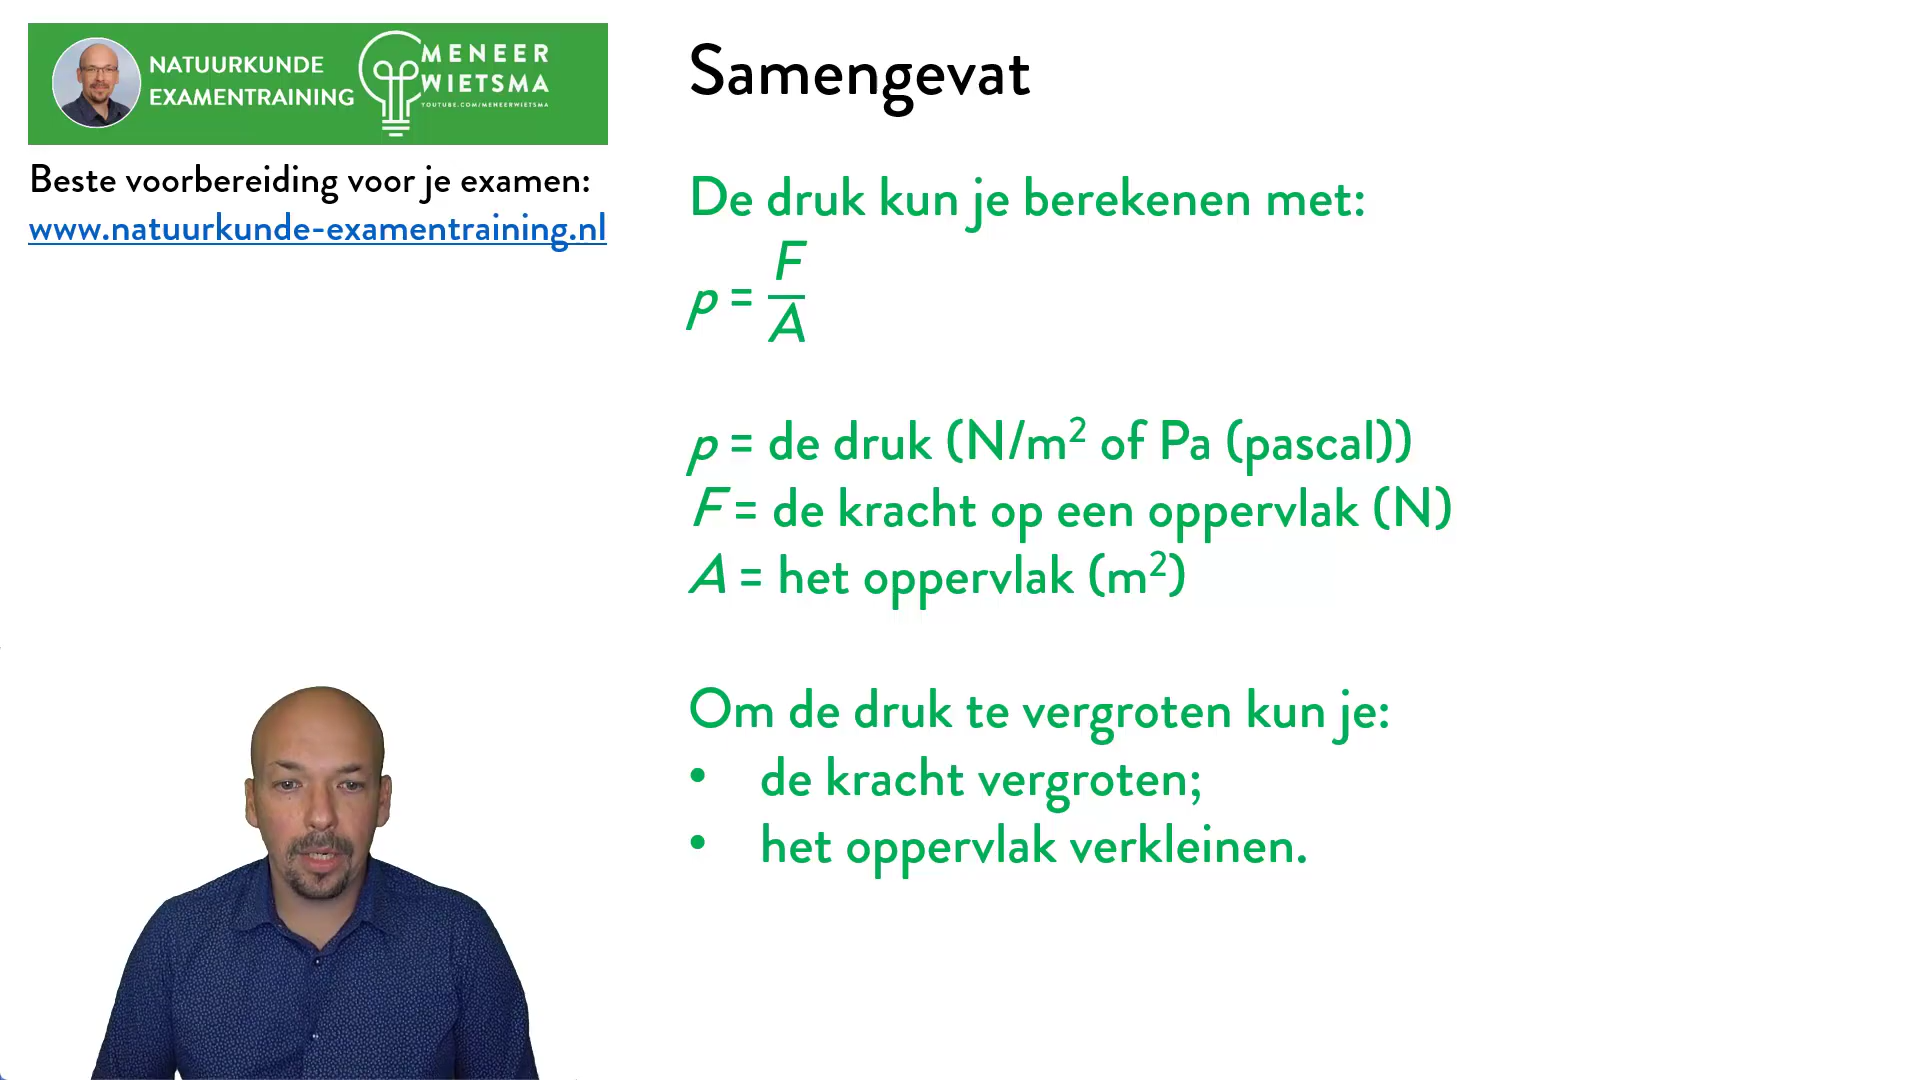 NATUURKUNDE
EXAMENTRAINING
MENEER
WIETSMA
YOUTUBE.COM/MENEERWIETSMA
Beste voorbereiding voor je examen:
www.natuurkunde-examentraining.nl
Samengevat
De druk kun je berekenen met:
p = F/A
p = de druk (N/m² of Pa (pascal))
F = de kracht op een oppervlak (N)
A = het oppervlak (m²)
Om de druk te vergroten kun je:
• de kracht vergroten;
• het oppervlak verkleinen.